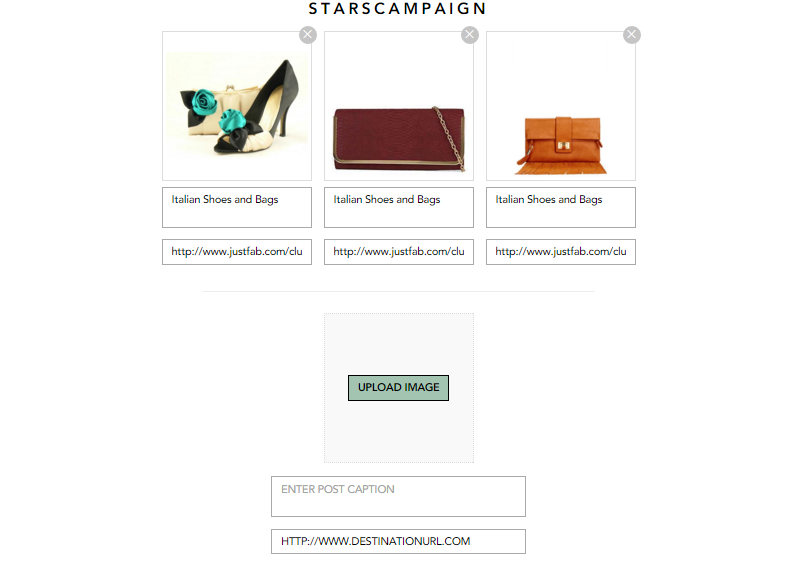 STARSCAMPAIGN
Italian Shoes and Bags
Italian Shoes and Bags
Italian Shoes and Bags
http://www.justfab.com/clu
http://www.justfab.com/clu
http://www.justfab.com/clu
UPLOAD IMAGE
ENTER POST CAPTION
HTTP://WWW.DESTINATIONURL.COM